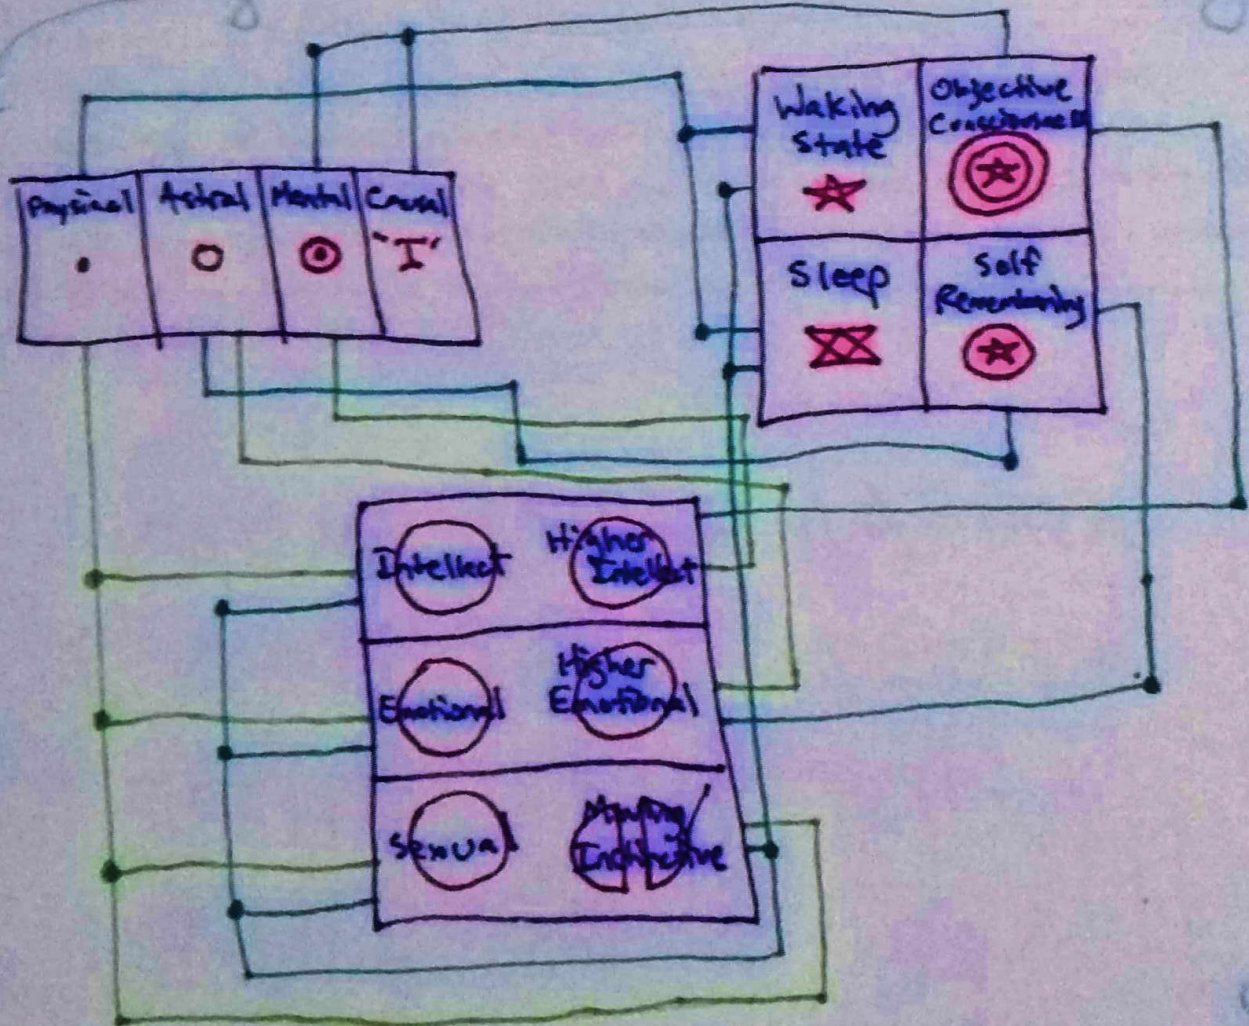 Waking
State
Objective
Consciousness
Physical
Astral
Mental
Causal
"I"
Sleep
Self
Remembering
Intellect
Higher
Intellect
Emotional
Higher
Emotional
Sexual
Moving/
Instinctive